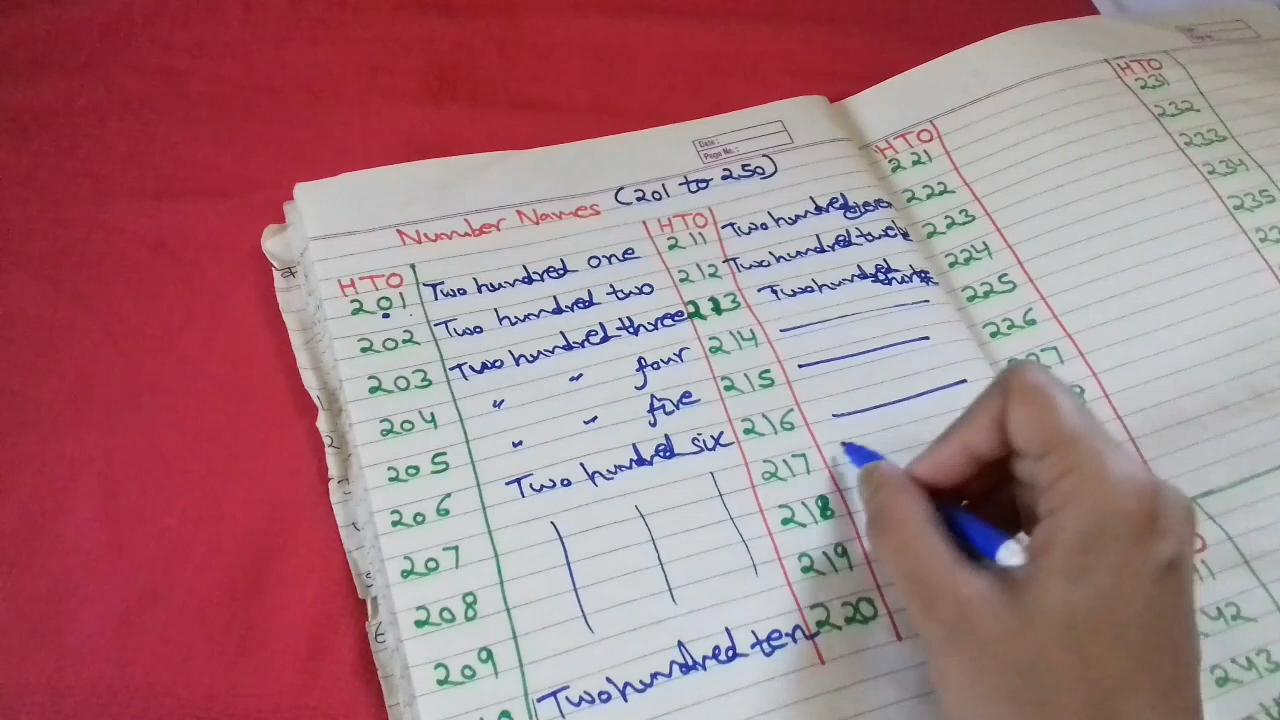 Date :
Page No. :
Number Names (201 to 250)
HTO
201 Two hundred one
202 Two hundred two
203 Two hundred three
204 " " four
205 " " five
206 Two hundred six
207
208
209
Two hundred ten
HTO
211 Two hundred
212 Two hundred
213 Two hundred
214
215
216
217
218
219
220
HTO
221
222
223
224
225
226
HTO
231
232
233
234
235
242
243